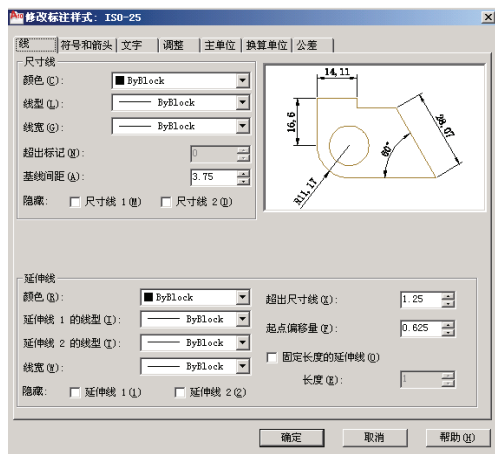 修改标注样式: ISO-25
线 符号和箭头 文字 调整 主单位 换算单位 公差
尺寸线
颜色(C): ByBlock
线型(L): ByBlock
线宽(G): ByBlock
超出标记(N): 0
基线间距(A): 3.75
隐藏: 尺寸线 1(M) 尺寸线 2(D)
14,11
16,6
28,07
60°
R11,17
延伸线
颜色(R): ByBlock
延伸线 1 的线型(I): ByBlock
延伸线 2 的线型(T): ByBlock
线宽(W): ByBlock
隐藏: 延伸线 1(1) 延伸线 2(2)
超出尺寸线(X): 1.25
起点偏移量(F): 0.625
固定长度的延伸线(O)
长度(E): 1
确定 取消 帮助(H)